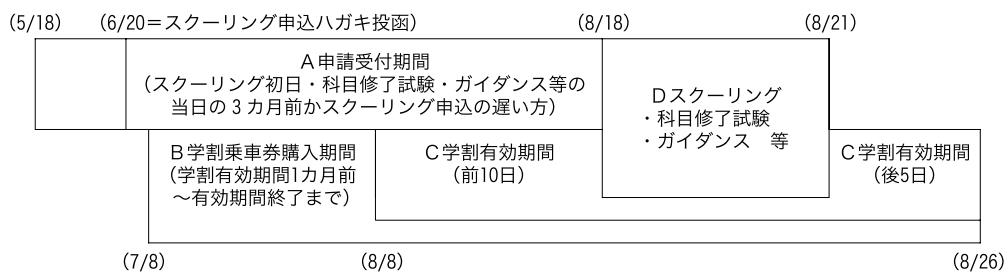 (5/18)
(6/20＝スクーリング申込ハガキ投函)
(8/18)
(8/21)
A申請受付期間
(スクーリング初日・科目修了試験・ガイダンス等の
当日の3カ月前かスクーリング申込の遅い方)
Dスクーリング
・科目修了試験
・ガイダンス　等
B学割乗車券購入期間
(学割有効期間1カ月前
～有効期間終了まで)
C学割有効期間
(前10日)
C学割有効期間
(後5日)
(7/8)
(8/8)
(8/26)